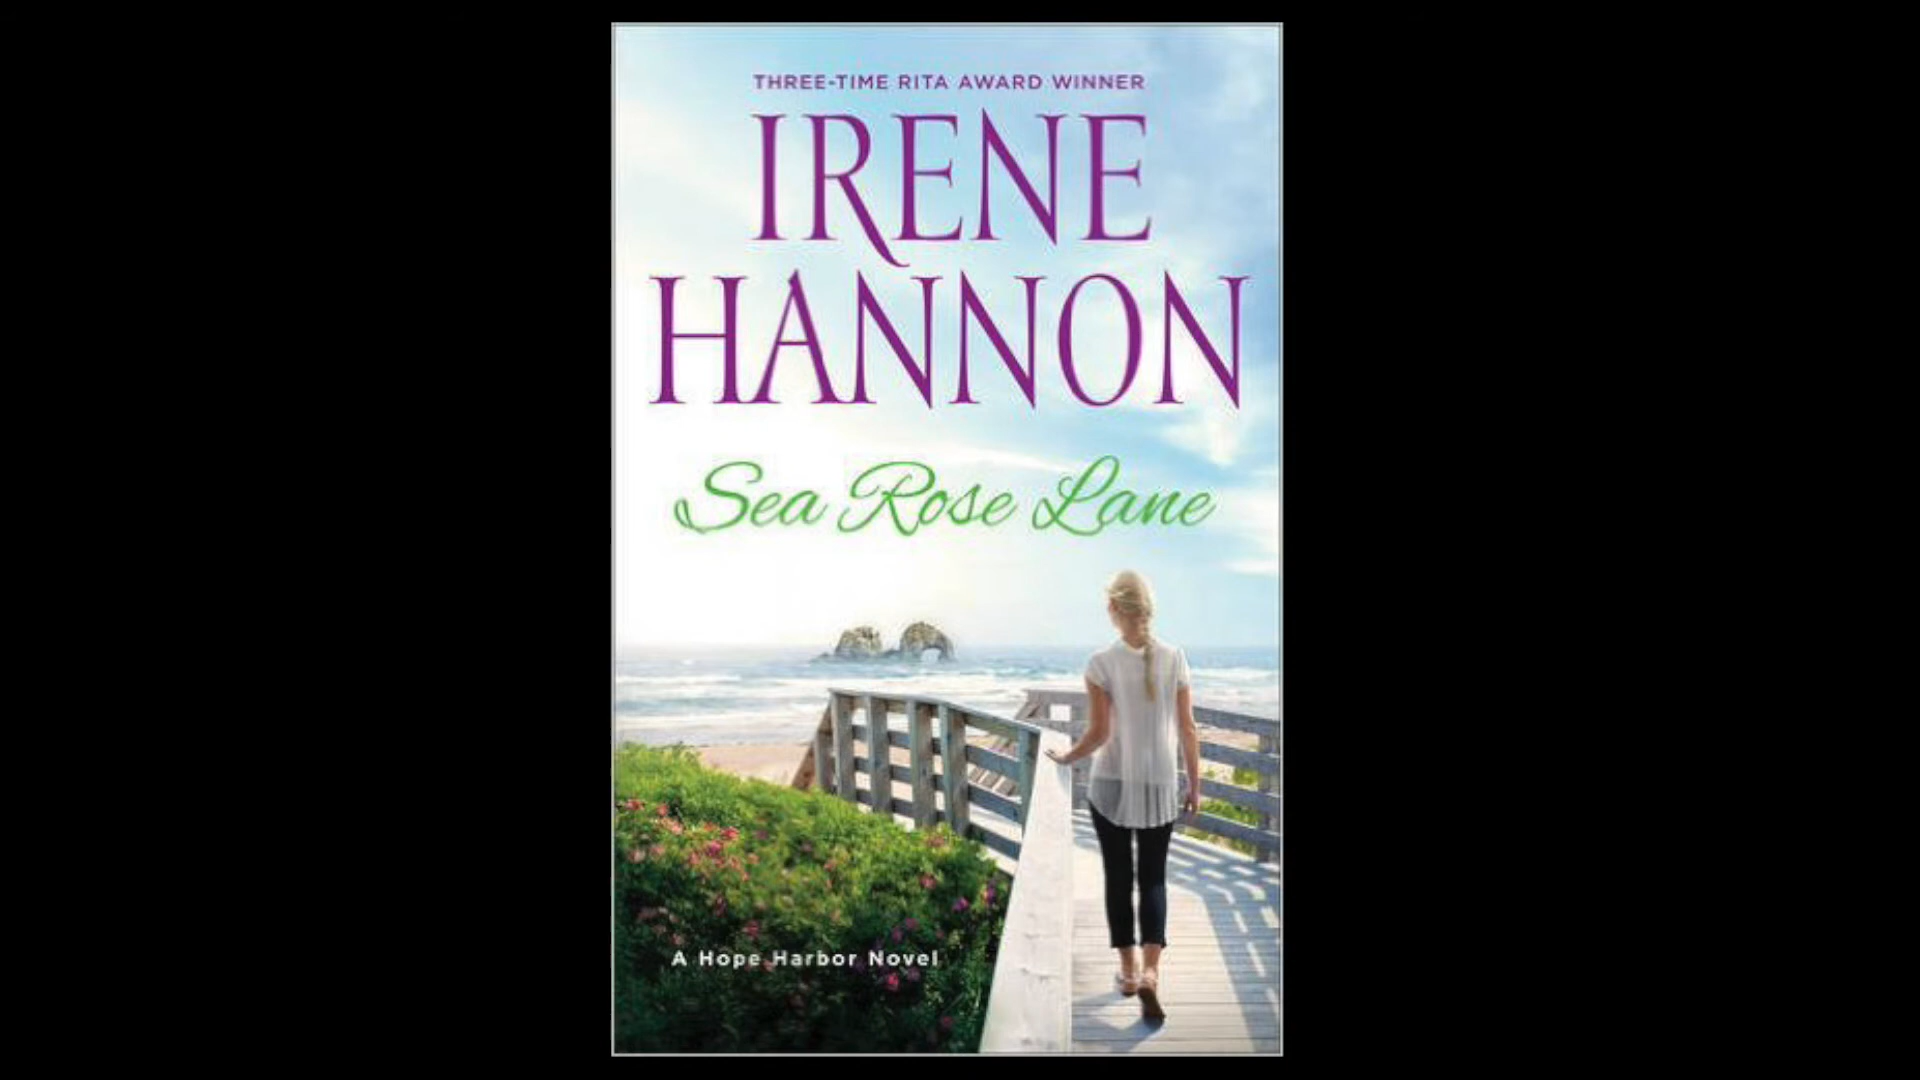 THREE-TIME RITA AWARD WINNER
IRENE
HANNON
Sea Rose Lane
A Hope Harbor Novel